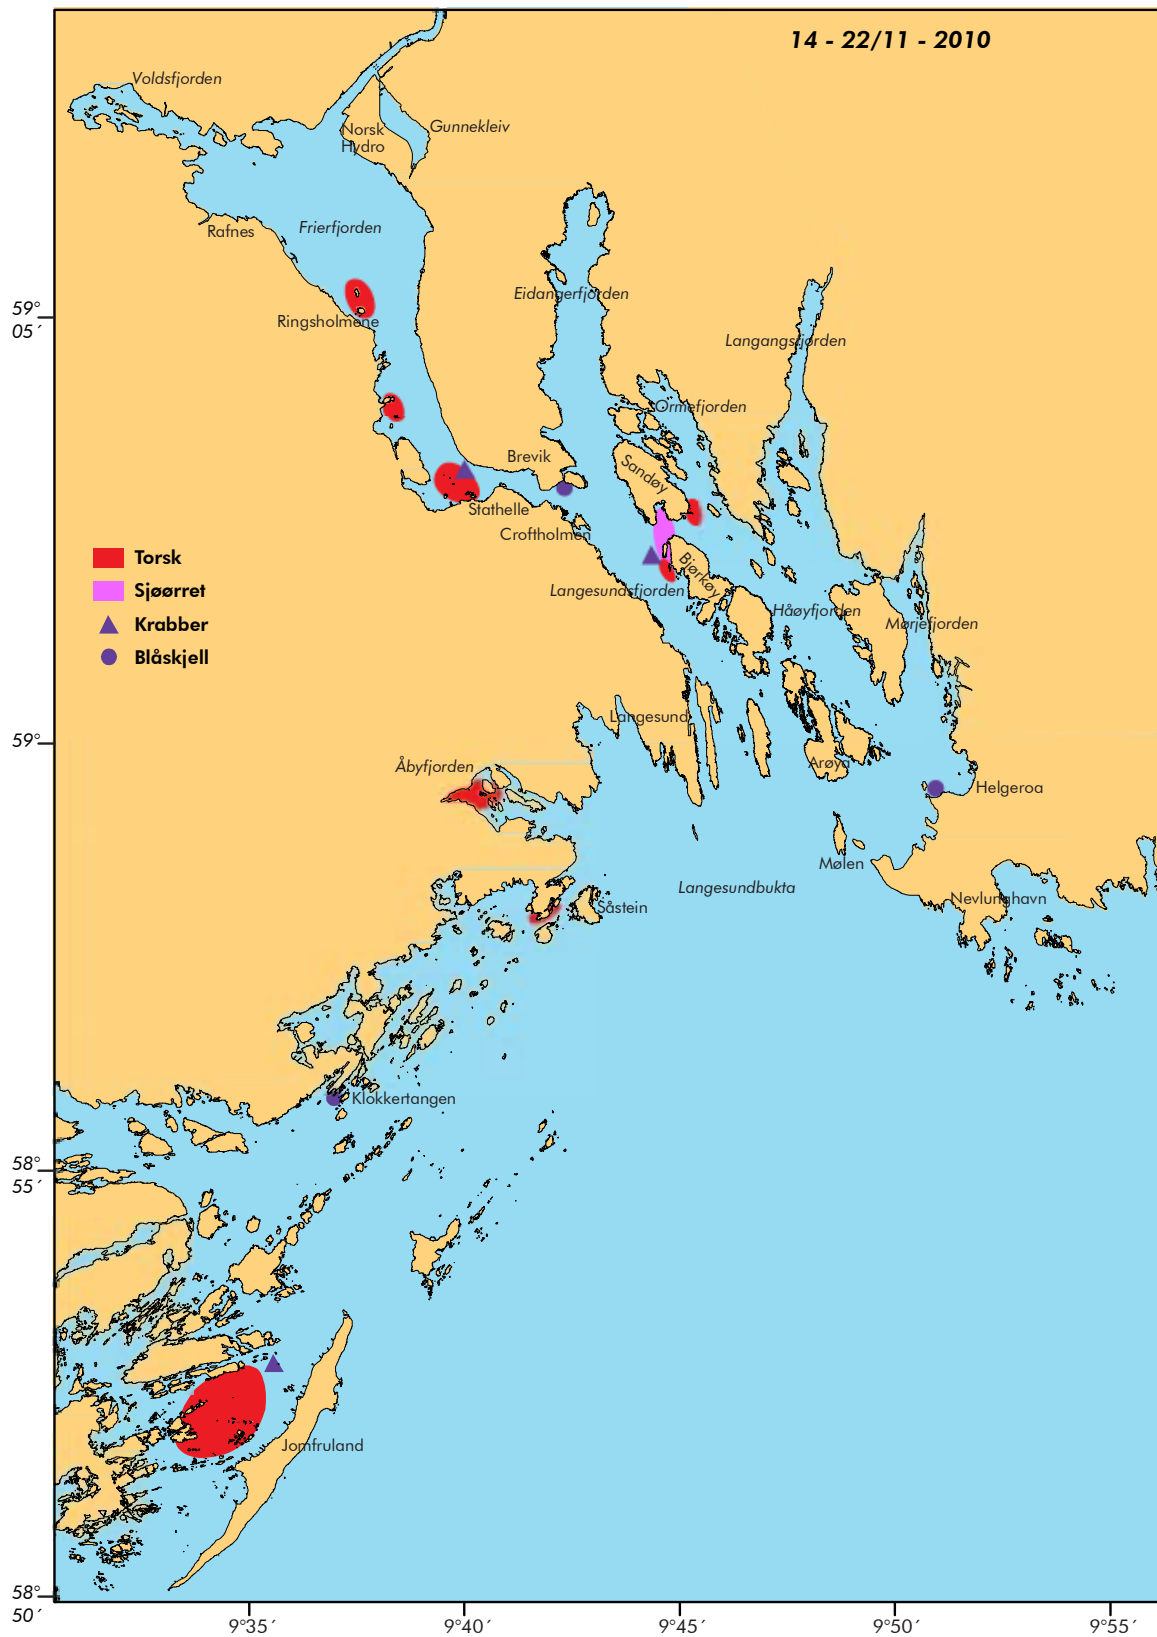 14 - 22/11 - 2010
Voldsfjorden
Gunnekleiv
Norsk
Hydro
Rafnes
Frierfjorden
Eidangerfjorden
59°
05´
Ringsholmene
Langangsfjorden
Ormefjorden
Brevik
Sandøy
Stathelle
Croftholmen
Torsk
Sjøørret
Krabber
Blåskjell
Bjørkøy
Langesundsfjorden
Håøyfjorden
Mørjefjorden
Langesund
59°
Arøya
Åbyfjorden
Helgeroa
Mølen
Langesundbukta
Nevlunghavn
Såstein
Klokkertangen
58°
55´
Jomfruland
58°
50´
9°35´
9°40´
9°45´
9°50´
9°55´